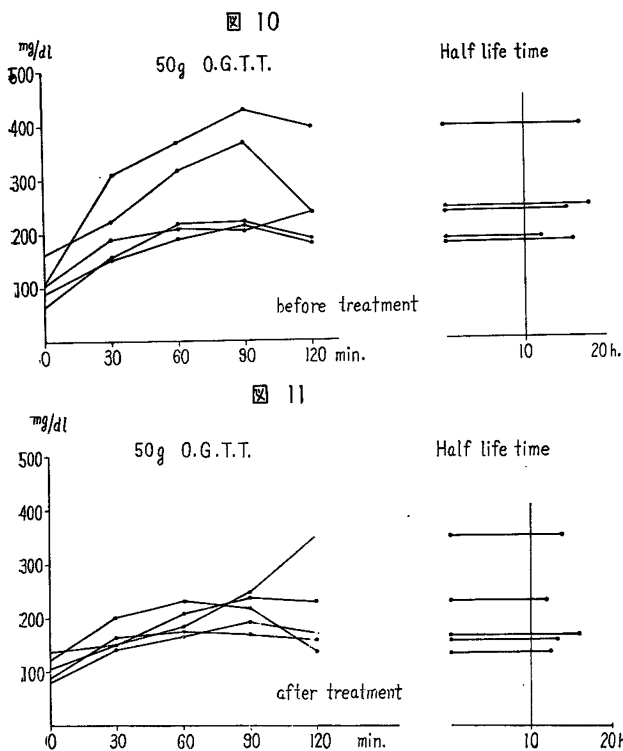 図 10
mg/dl
50g O.G.T.T.
Half life time
500
400
300
200
100
before treatment
0 30 60 90 120 min.
10 20h.
図 11
mg/dl
50g O.G.T.T.
Half life time
500
400
300
200
100
after treatment
0 30 60 90 120 min.
10 20h